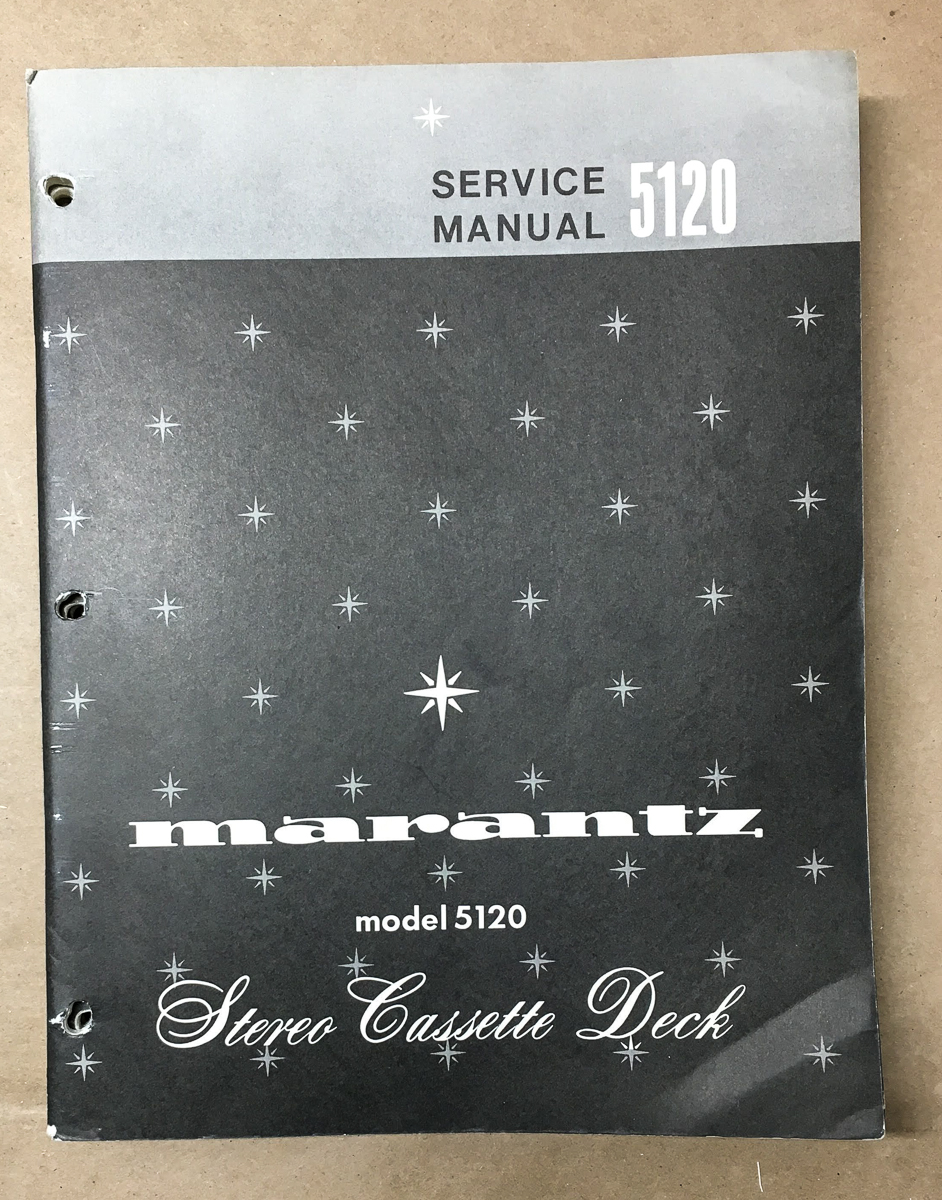 SERVICE
MANUAL 5120
marantz
model 5120
Stereo Cassette Deck